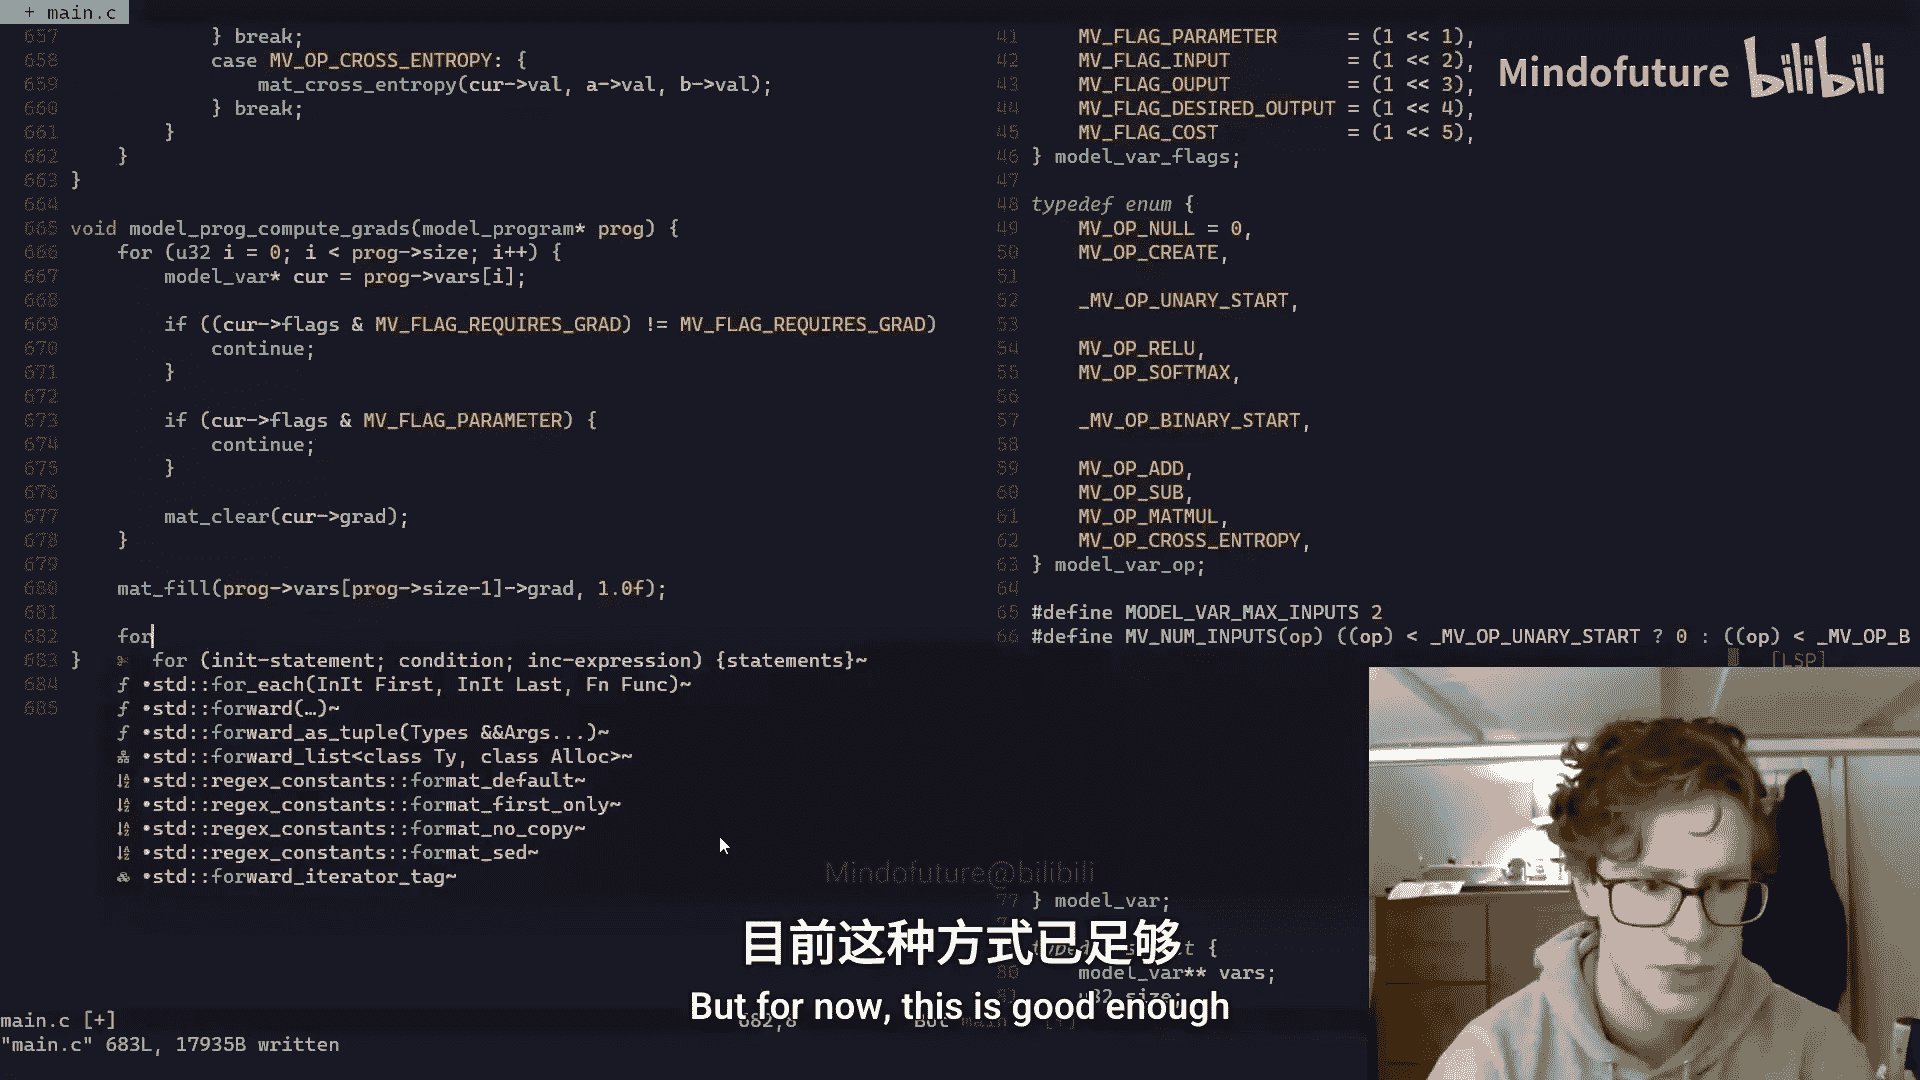 + main.c
657 } break;
658 case MV_OP_CROSS_ENTROPY: {
659 mat_cross_entropy(cur->val, a->val, b->val);
660 } break;
661 }
662 }
663 }
664
665 void model_prog_compute_grads(model_program* prog) {
666 for (u32 i = 0; i < prog->size; i++) {
667 model_var* cur = prog->vars[i];
668
669 if ((cur->flags & MV_FLAG_REQUIRES_GRAD) != MV_FLAG_REQUIRES_GRAD)
670 continue;
671 }
672
673 if (cur->flags & MV_FLAG_PARAMETER) {
674 continue;
675 }
676
677 mat_clear(cur->grad);
678 }
679
680 mat_fill(prog->vars[prog->size-1]->grad, 1.0f);
681
682 for
683 } for (init-statement; condition; inc-expression) {statements}~
684 ƒ •std::for_each(InIt First, InIt Last, Fn Func)~
685 ƒ •std::forward(…)~
ƒ •std::forward_as_tuple(Types &&Args...)~
•std::forward_list<class Ty, class Alloc>~
•std::regex_constants::format_default~
•std::regex_constants::format_first_only~
•std::regex_constants::format_no_copy~
•std::regex_constants::format_sed~
•std::forward_iterator_tag~
41 MV_FLAG_PARAMETER = (1 << 1),
42 MV_FLAG_INPUT = (1 << 2),
43 MV_FLAG_OUPUT = (1 << 3),
44 MV_FLAG_DESIRED_OUTPUT = (1 << 4),
45 MV_FLAG_COST = (1 << 5),
46 } model_var_flags;
47
48 typedef enum {
49 MV_OP_NULL = 0,
50 MV_OP_CREATE,
51
52 _MV_OP_UNARY_START,
53
54 MV_OP_RELU,
55 MV_OP_SOFTMAX,
56
57 _MV_OP_BINARY_START,
58
59 MV_OP_ADD,
60 MV_OP_SUB,
61 MV_OP_MATMUL,
62 MV_OP_CROSS_ENTROPY,
63 } model_var_op;
64
65 #define MODEL_VAR_MAX_INPUTS 2
66 #define MV_NUM_INPUTS(op) ((op) < _MV_OP_UNARY_START ? 0 : ((op) < _MV_OP_B
[LSP]
77 } model_var;
{
80 model_var** vars;
81 u32 size;
Mindofuture bilibili
Mindofuture@bilibili
目前这种方式已足够
But for now, this is good enough
main.c [+] 682,8 Bot main [+]
"main.c" 683L, 17935B written